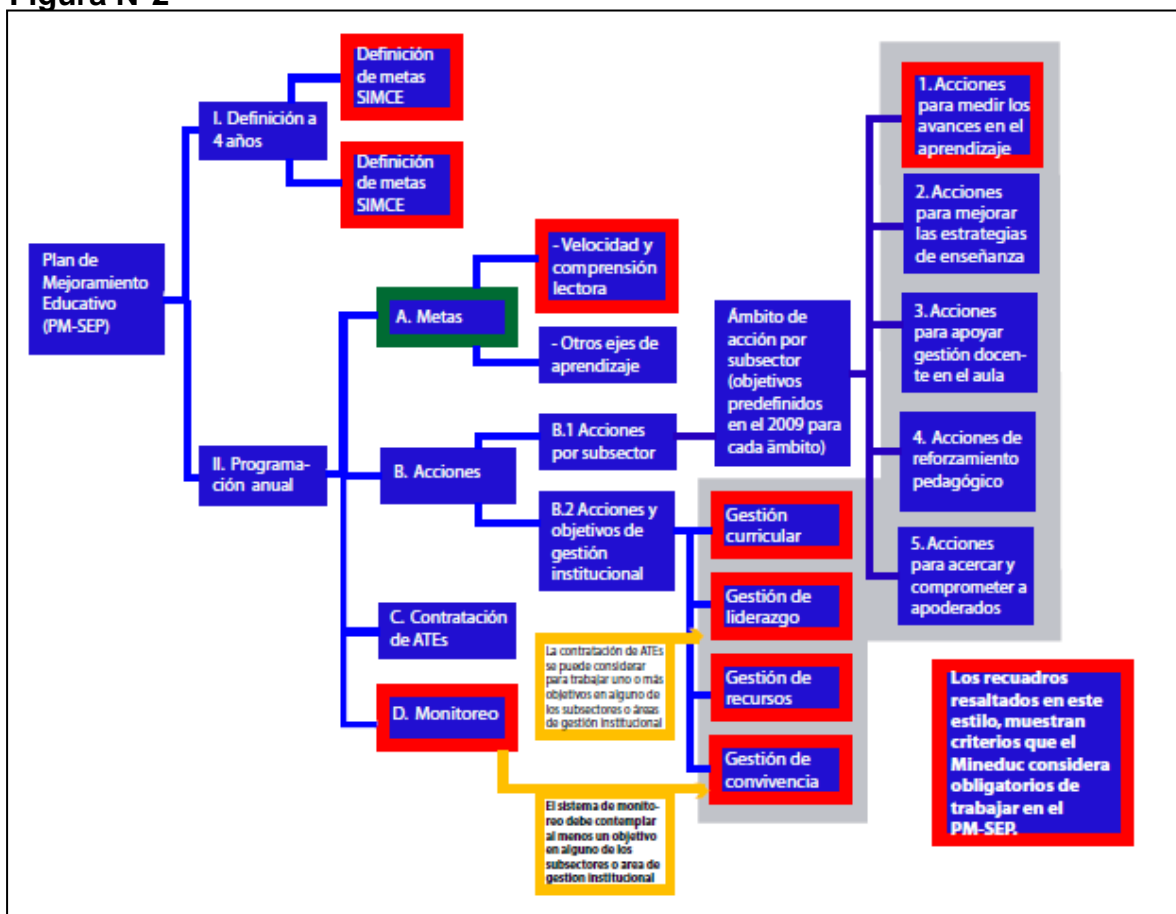 Figura N°2
Definición
de metas
SIMCE
I. Definición a
4 años
Definición
de metas
SIMCE
Plan de
Mejoramiento
Educativo
(PM-SEP)
II. Programa-
ción anual
A. Metas
- Velocidad y
comprensión
lectora
- Otros ejes de
aprendizaje
B. Acciones
B.1 Acciones
por subsector
B.2 Acciones y
objetivos de
gestión
institucional
C. Contratación
de ATEs
D. Monitoreo
Ámbito de
acción por
subsector
(objetivos
predefinidos
en el 2009 para
cada ámbito)
1. Acciones
para medir los
avances en el
aprendizaje
2. Acciones
para mejorar
las estrategias
de enseñanza
3. Acciones
para apoyar
gestión docen-
te en el aula
4. Acciones de
reforzamiento
pedagógico
5. Acciones
para acercar y
comprometer a
apoderados
Gestión
curricular
Gestión de
liderazgo
Gestión de
recursos
Gestión de
convivencia
La contratación de ATEs
se puede considerar
para trabajar uno o más
objetivos en alguno de
los subsectores o áreas
de gestión institucional
El sistema de monito-
reo debe contemplar
al menos un objetivo
en alguno de los
subsectores o area de
gestion institucional
Los recuadros
resaltados en este
estilo, muestran
criterios que el
Mineduc considera
obligatorios de
trabajar en el
PM-SEP.